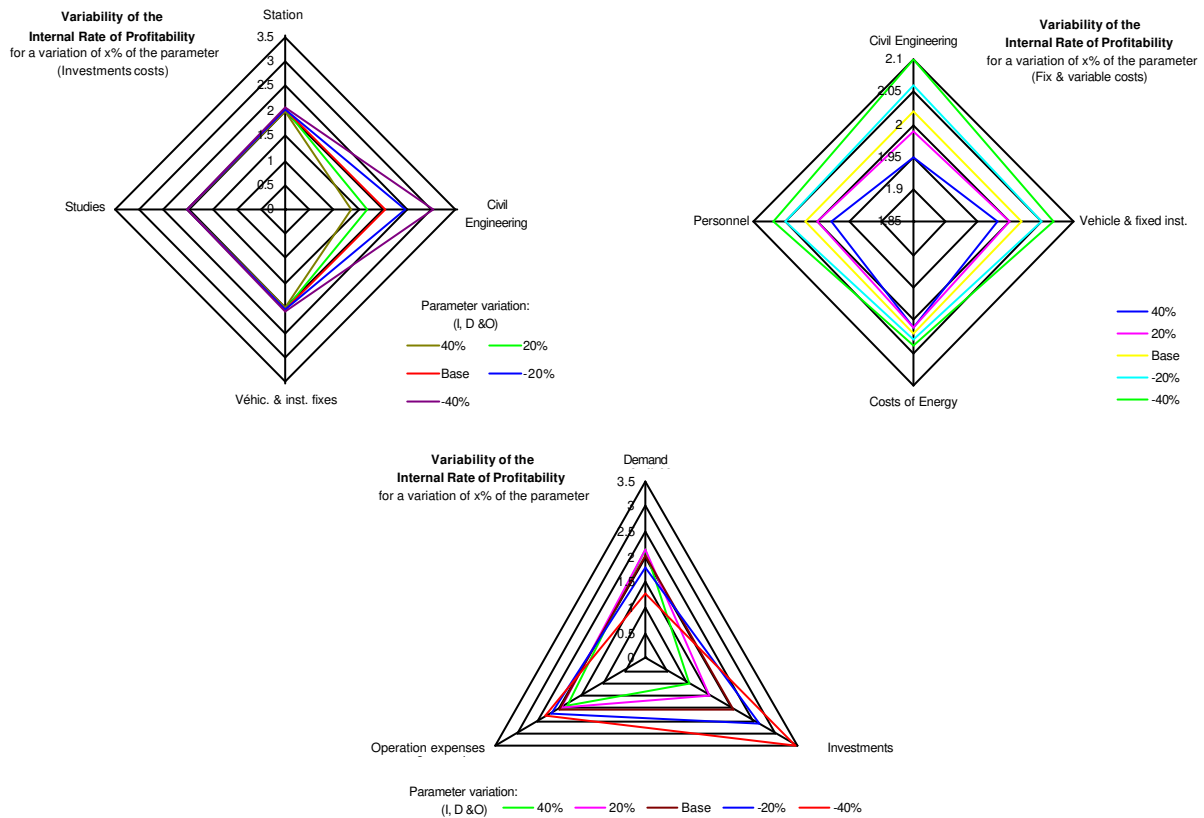 Variability of the
Internal Rate of Profitability
for a variation of x% of the parameter
(Investments costs)
Station
3.5
3
2.5
2
1.5
1
0.5
0
Studies
Civil
Engineering
Véhic. & inst. fixes
Parameter variation:
(I, D &O)
40%
20%
Base
-20%
-40%
Variability of the
Internal Rate of Profitability
for a variation of x% of the parameter
(Fix & variable costs)
Civil Engineering
2.1
2.05
2
1.95
1.9
1.85
Personnel
Vehicle & fixed inst.
Costs of Energy
40%
20%
Base
-20%
-40%
Variability of the
Internal Rate of Profitability
for a variation of x% of the parameter
Demand
3.5
3
2.5
2
1.5
1
0.5
0
Operation expenses
Investments
Parameter variation:
(I, D &O)
40%
20%
Base
-20%
-40%